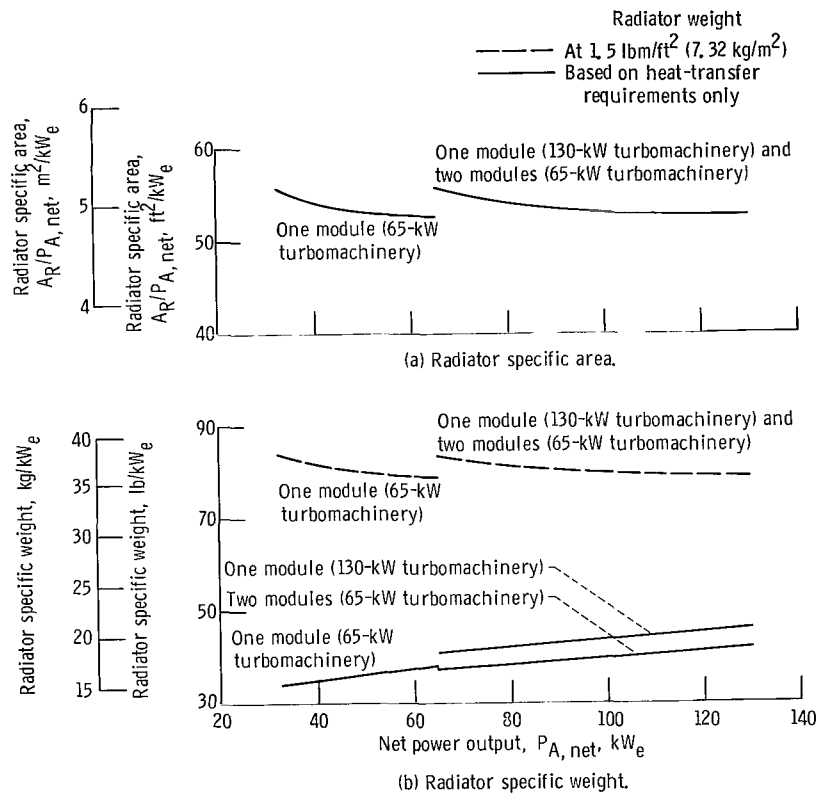 Radiator weight
At 1.5 lbm/ft² (7.32 kg/m²)
Based on heat-transfer
requirements only
Radiator specific area,
A_R/P_A, net, m²/kW_e
6
5
4
Radiator specific area,
A_R/P_A, net, ft²/kW_e
60
50
40
One module (65-kW
turbomachinery)
One module (130-kW turbomachinery) and
two modules (65-kW turbomachinery)
(a) Radiator specific area.
Radiator specific weight, kg/kW_e
40
35
30
25
20
15
Radiator specific weight, lb/kW_e
90
70
50
30
One module (130-kW turbomachinery) and
two modules (65-kW turbomachinery)
One module (65-kW
turbomachinery)
One module (130-kW turbomachinery)
Two modules (65-kW turbomachinery)
One module (65-kW
turbomachinery)
20 40 60 80 100 120 140
Net power output, P_A, net, kW_e
(b) Radiator specific weight.